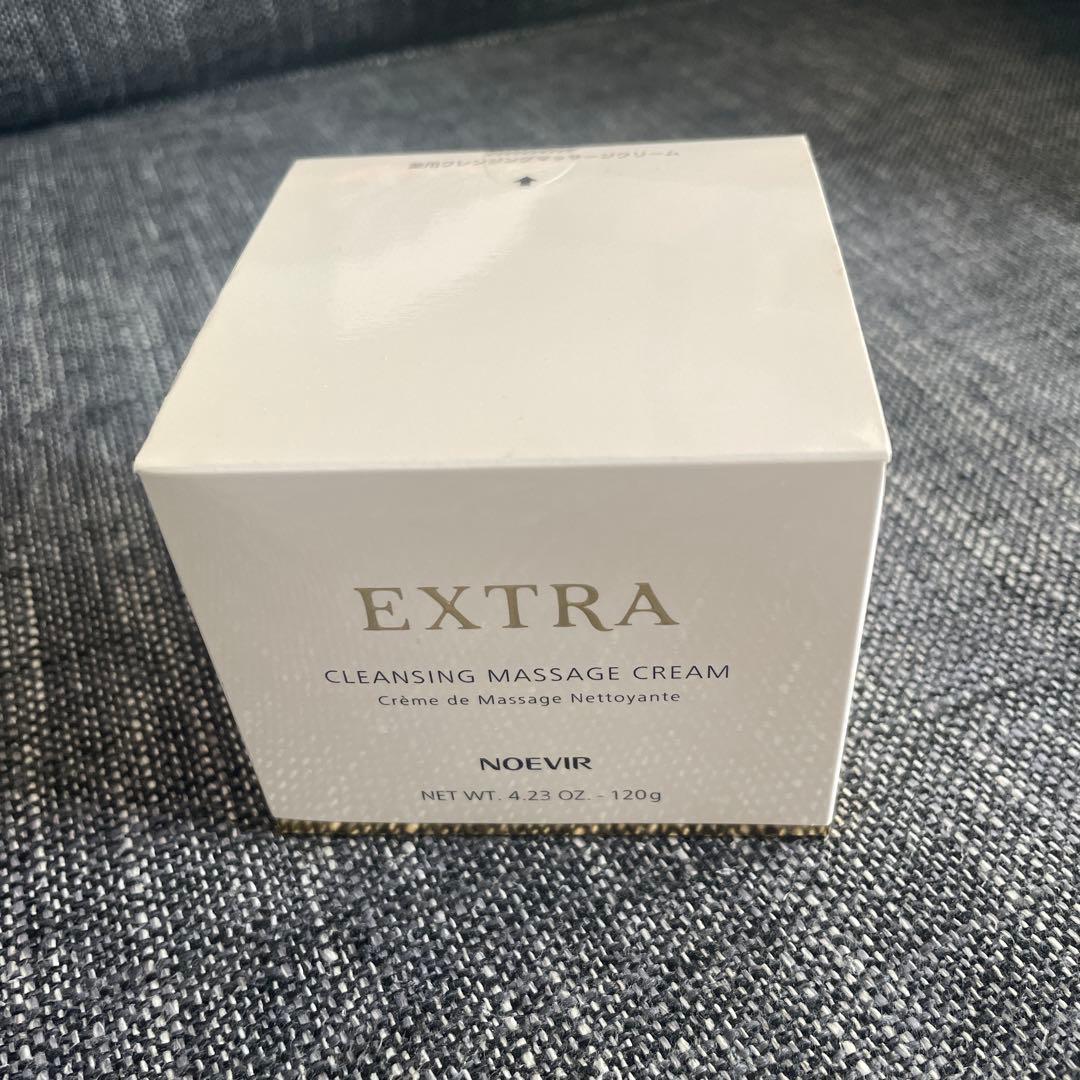 薬用クレンジングマッサージクリーム
EXTRA
CLEANSING MASSAGE CREAM
Crème de Massage Nettoyante
NOEVIR
NET WT. 4.23 OZ. - 120g